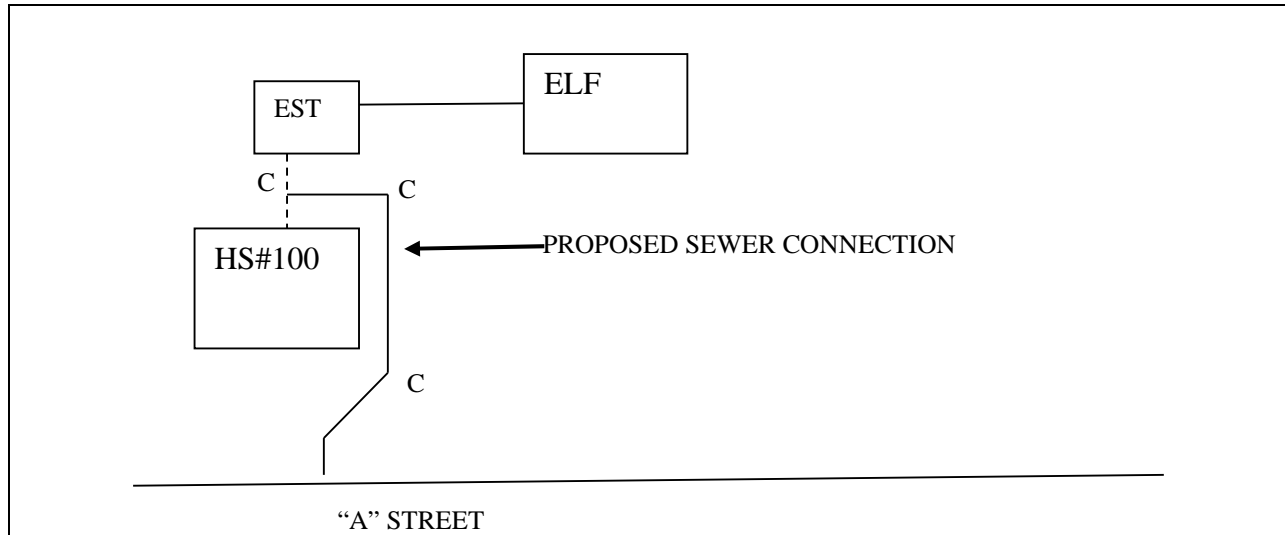 ELF
EST
C
C
PROPOSED SEWER CONNECTION
HS#100
C
“A” STREET